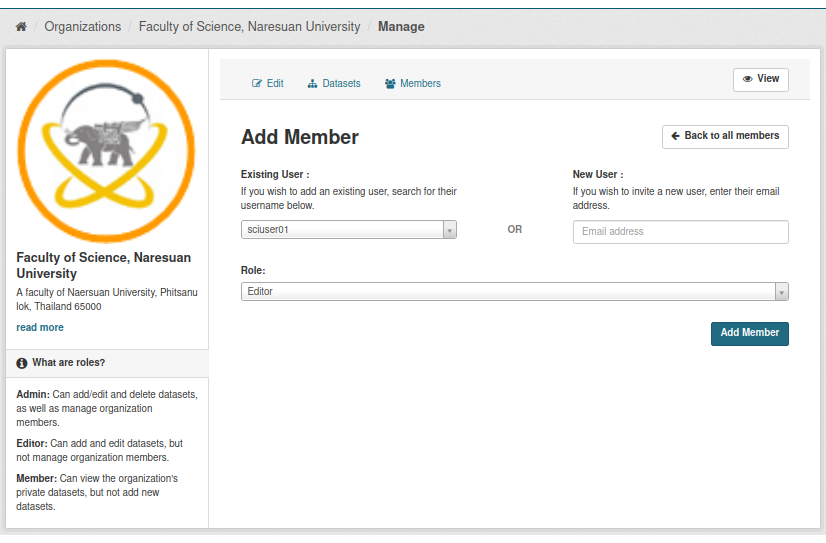 Organizations / Faculty of Science, Naresuan University / Manage
Edit
Datasets
Members
View
Add Member
Back to all members
Existing User :
If you wish to add an existing user, search for their
username below.
sciuser01
OR
New User :
If you wish to invite a new user, enter their email
address.
Email address
Role:
Editor
Add Member
Faculty of Science, Naresuan
University
A faculty of Naersuan University, Phitsanu
lok, Thailand 65000
read more
What are roles?
Admin: Can add/edit and delete datasets,
as well as manage organization
members.
Editor: Can add and edit datasets, but
not manage organization members.
Member: Can view the organization's
private datasets, but not add new
datasets.